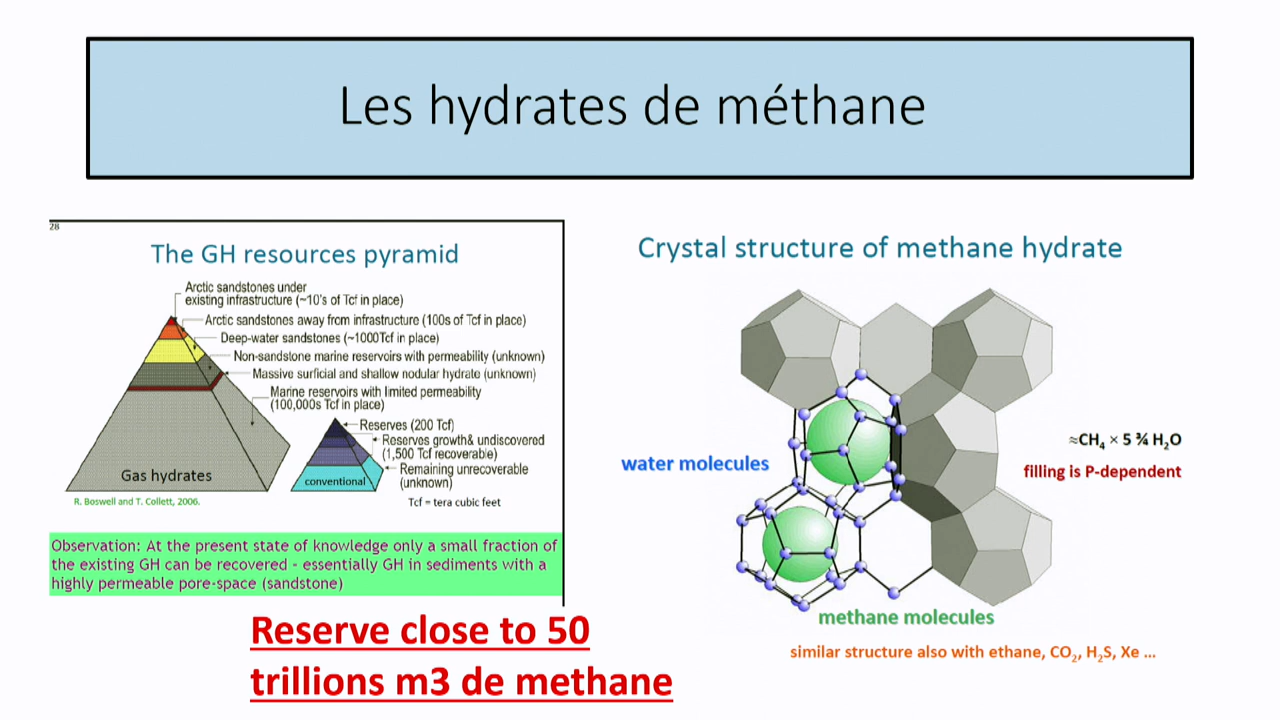 Les hydrates de méthane
28
The GH resources pyramid
Arctic sandstones under
existing infrastructure (~10's of Tcf in place)
Arctic sandstones away from infrastructure (100s of Tcf in place)
Deep-water sandstones (~1000Tcf in place)
Non-sandstone marine reservoirs with permeability (unknown)
Massive surficial and shallow nodular hydrate (unknown)
Marine reservoirs with limited permeability
(100,000s Tcf in place)
Reserves (200 Tcf)
Reserves growth& undiscovered
(1,500 Tcf recoverable)
Remaining unrecoverable
(unknown)
Gas hydrates
conventional
R. Boswell and T. Collett, 2006.
Tcf = tera cubic feet
Observation: At the present state of knowledge only a small fraction of
the existing GH can be recovered - essentially GH in sediments with a
highly permeable pore-space (sandstone)
Reserve close to 50
trillions m3 de methane
Crystal structure of methane hydrate
≈CH₄ × 5 ¾ H₂O
filling is P-dependent
water molecules
methane molecules
similar structure also with ethane, CO₂, H₂S, Xe ...